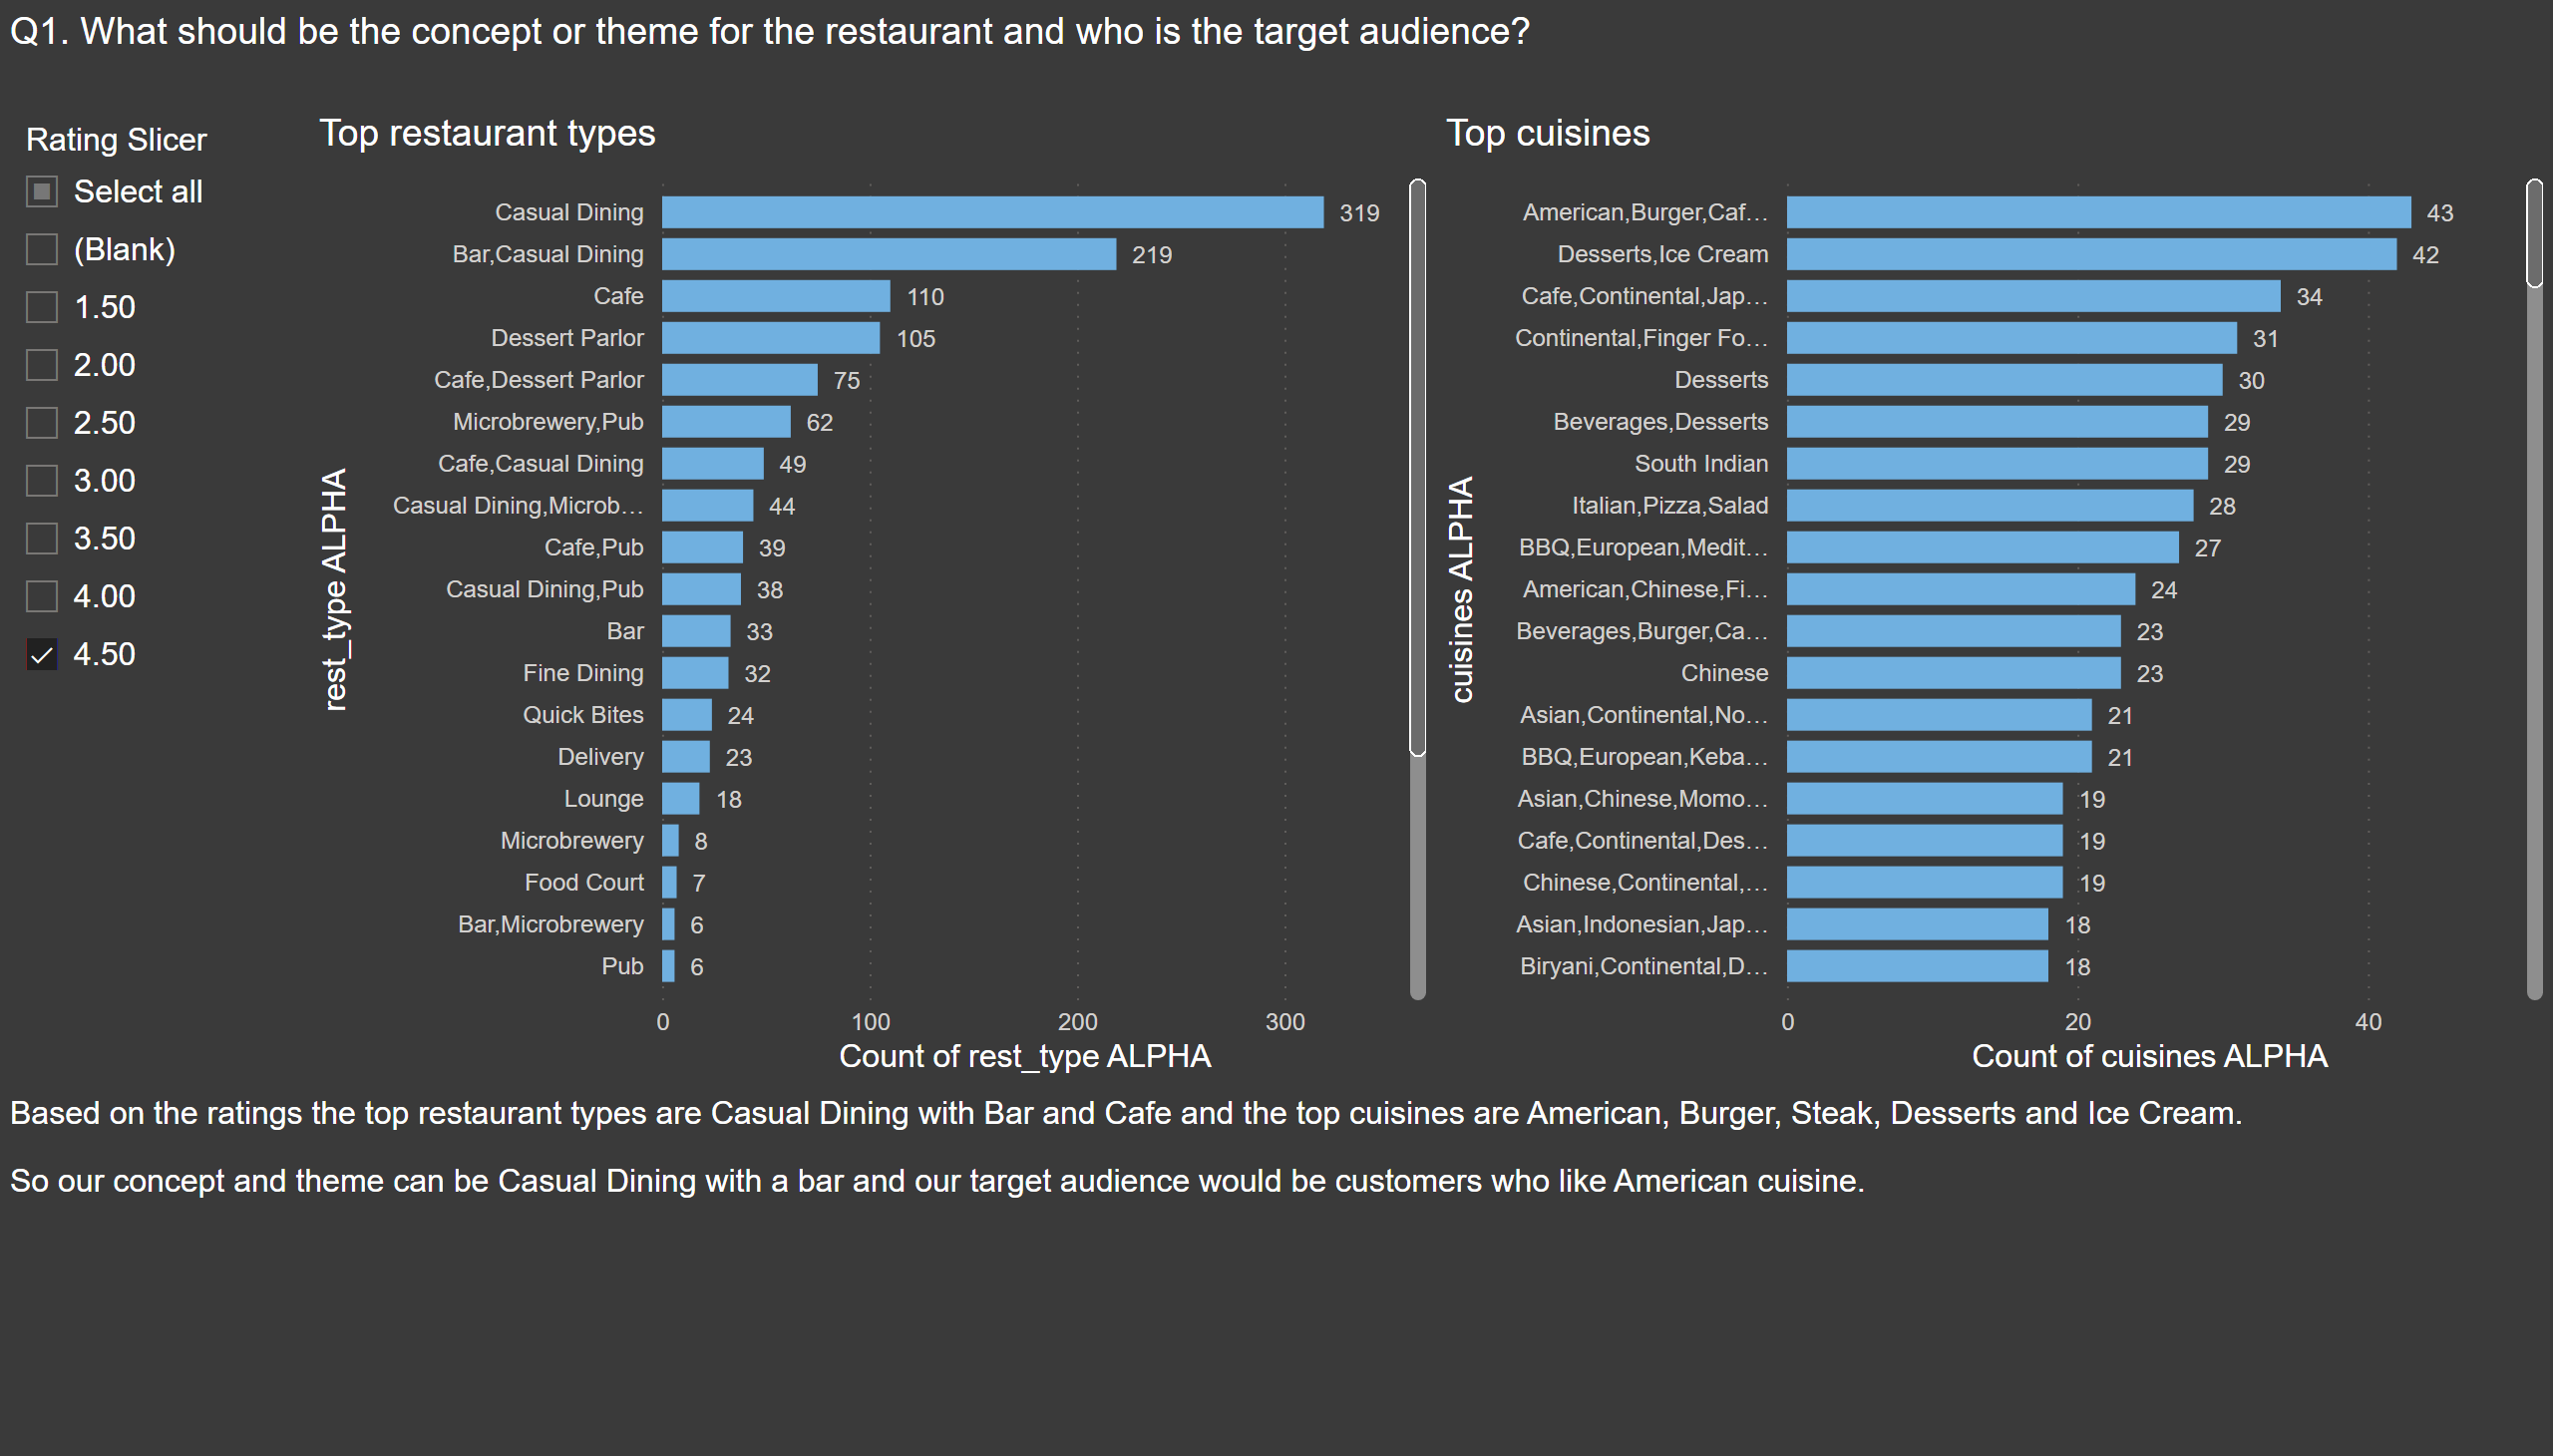 Q1. What should be the concept or theme for the restaurant and who is the target audience?
Rating Slicer
Select all
(Blank)
1.50
2.00
2.50
3.00
3.50
4.00
4.50
Top restaurant types
rest_type ALPHA
Casual Dining 319
Bar,Casual Dining 219
Cafe 110
Dessert Parlor 105
Cafe,Dessert Parlor 75
Microbrewery,Pub 62
Cafe,Casual Dining 49
Casual Dining,Microb... 44
Cafe,Pub 39
Casual Dining,Pub 38
Bar 33
Fine Dining 32
Quick Bites 24
Delivery 23
Lounge 18
Microbrewery 8
Food Court 7
Bar,Microbrewery 6
Pub 6
0 100 200 300
Count of rest_type ALPHA
Top cuisines
cuisines ALPHA
American,Burger,Caf... 43
Desserts,Ice Cream 42
Cafe,Continental,Jap... 34
Continental,Finger Fo... 31
Desserts 30
Beverages,Desserts 29
South Indian 29
Italian,Pizza,Salad 28
BBQ,European,Medit... 27
American,Chinese,Fi... 24
Beverages,Burger,Ca... 23
Chinese 23
Asian,Continental,No... 21
BBQ,European,Keba... 21
Asian,Chinese,Momo... 19
Cafe,Continental,Des... 19
Chinese,Continental,... 19
Asian,Indonesian,Jap... 18
Biryani,Continental,D... 18
0 20 40
Count of cuisines ALPHA
Based on the ratings the top restaurant types are Casual Dining with Bar and Cafe and the top cuisines are American, Burger, Steak, Desserts and Ice Cream.
So our concept and theme can be Casual Dining with a bar and our target audience would be customers who like American cuisine.